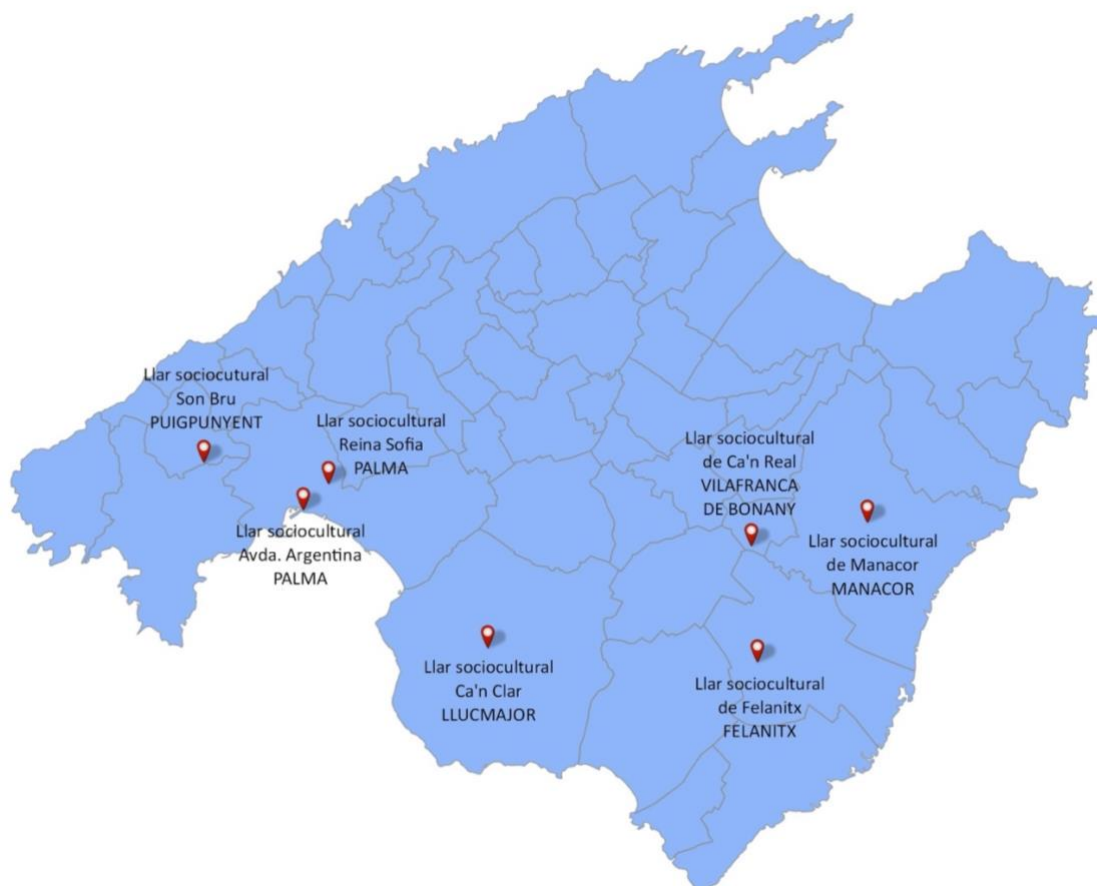 Llar sociocutural
Son Bru
PUIGPUNYENT
Llar sociocultural
Reina Sofia
PALMA
Llar sociocultural
Avda. Argentina
PALMA
Llar sociocultural
de Ca'n Real
VILAFRANCA
DE BONANY
Llar sociocultural
de Manacor
MANACOR
Llar sociocultural
Ca'n Clar
LLUCMAJOR
Llar sociocultural
de Felanitx
FELANITX